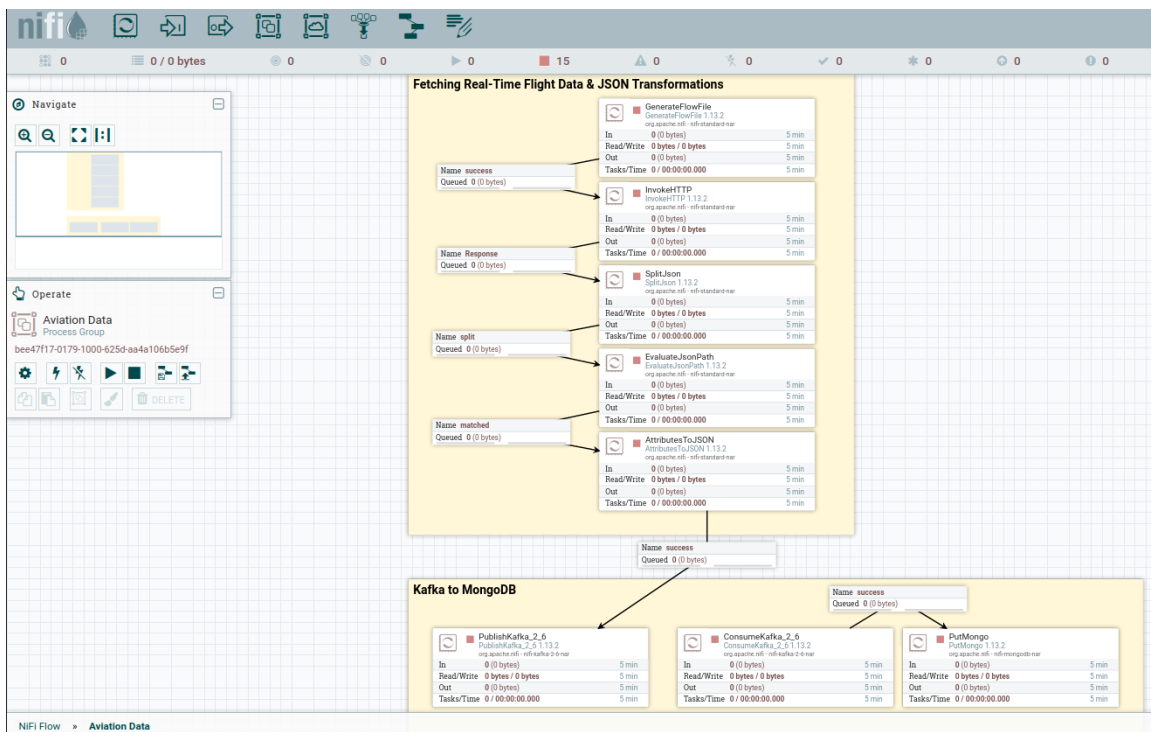 nifi
0 0 / 0 bytes 0 0 0 15 0 0 0 0 0 0
Navigate
Operate
Aviation Data
Process Group
bee47f17-0179-1000-625d-aa4a106b5e9f
DELETE
Fetching Real-Time Flight Data & JSON Transformations
GenerateFlowFile
GenerateFlowFile 1.13.2
org.apache.nifi - nifi-standard-nar
In 0 (0 bytes) 5 min
Read/Write 0 bytes / 0 bytes 5 min
Out 0 (0 bytes) 5 min
Tasks/Time 0 / 00:00:00.000 5 min
Name success
Queued 0 (0 bytes)
InvokeHTTP
InvokeHTTP 1.13.2
org.apache.nifi - nifi-standard-nar
In 0 (0 bytes) 5 min
Read/Write 0 bytes / 0 bytes 5 min
Out 0 (0 bytes) 5 min
Tasks/Time 0 / 00:00:00.000 5 min
Name Response
Queued 0 (0 bytes)
SplitJson
SplitJson 1.13.2
org.apache.nifi - nifi-standard-nar
In 0 (0 bytes) 5 min
Read/Write 0 bytes / 0 bytes 5 min
Out 0 (0 bytes) 5 min
Tasks/Time 0 / 00:00:00.000 5 min
Name split
Queued 0 (0 bytes)
EvaluateJsonPath
EvaluateJsonPath 1.13.2
org.apache.nifi - nifi-standard-nar
In 0 (0 bytes) 5 min
Read/Write 0 bytes / 0 bytes 5 min
Out 0 (0 bytes) 5 min
Tasks/Time 0 / 00:00:00.000 5 min
Name matched
Queued 0 (0 bytes)
AttributesToJSON
AttributesToJSON 1.13.2
org.apache.nifi - nifi-standard-nar
In 0 (0 bytes) 5 min
Read/Write 0 bytes / 0 bytes 5 min
Out 0 (0 bytes) 5 min
Tasks/Time 0 / 00:00:00.000 5 min
Name success
Queued 0 (0 bytes)
Kafka to MongoDB
Name success
Queued 0 (0 bytes)
PublishKafka_2_6
PublishKafka_2_6 1.13.2
org.apache.nifi - nifi-kafka-2-6-nar
In 0 (0 bytes) 5 min
Read/Write 0 bytes / 0 bytes 5 min
Out 0 (0 bytes) 5 min
Tasks/Time 0 / 00:00:00.000 5 min
ConsumeKafka_2_6
ConsumeKafka_2_6 1.13.2
org.apache.nifi - nifi-kafka-2-6-nar
In 0 (0 bytes) 5 min
Read/Write 0 bytes / 0 bytes 5 min
Out 0 (0 bytes) 5 min
Tasks/Time 0 / 00:00:00.000 5 min
PutMongo
PutMongo 1.13.2
org.apache.nifi - nifi-mongodb-nar
In 0 (0 bytes) 5 min
Read/Write 0 bytes / 0 bytes 5 min
Out 0 (0 bytes) 5 min
Tasks/Time 0 / 00:00:00.000 5 min
NiFi Flow » Aviation Data